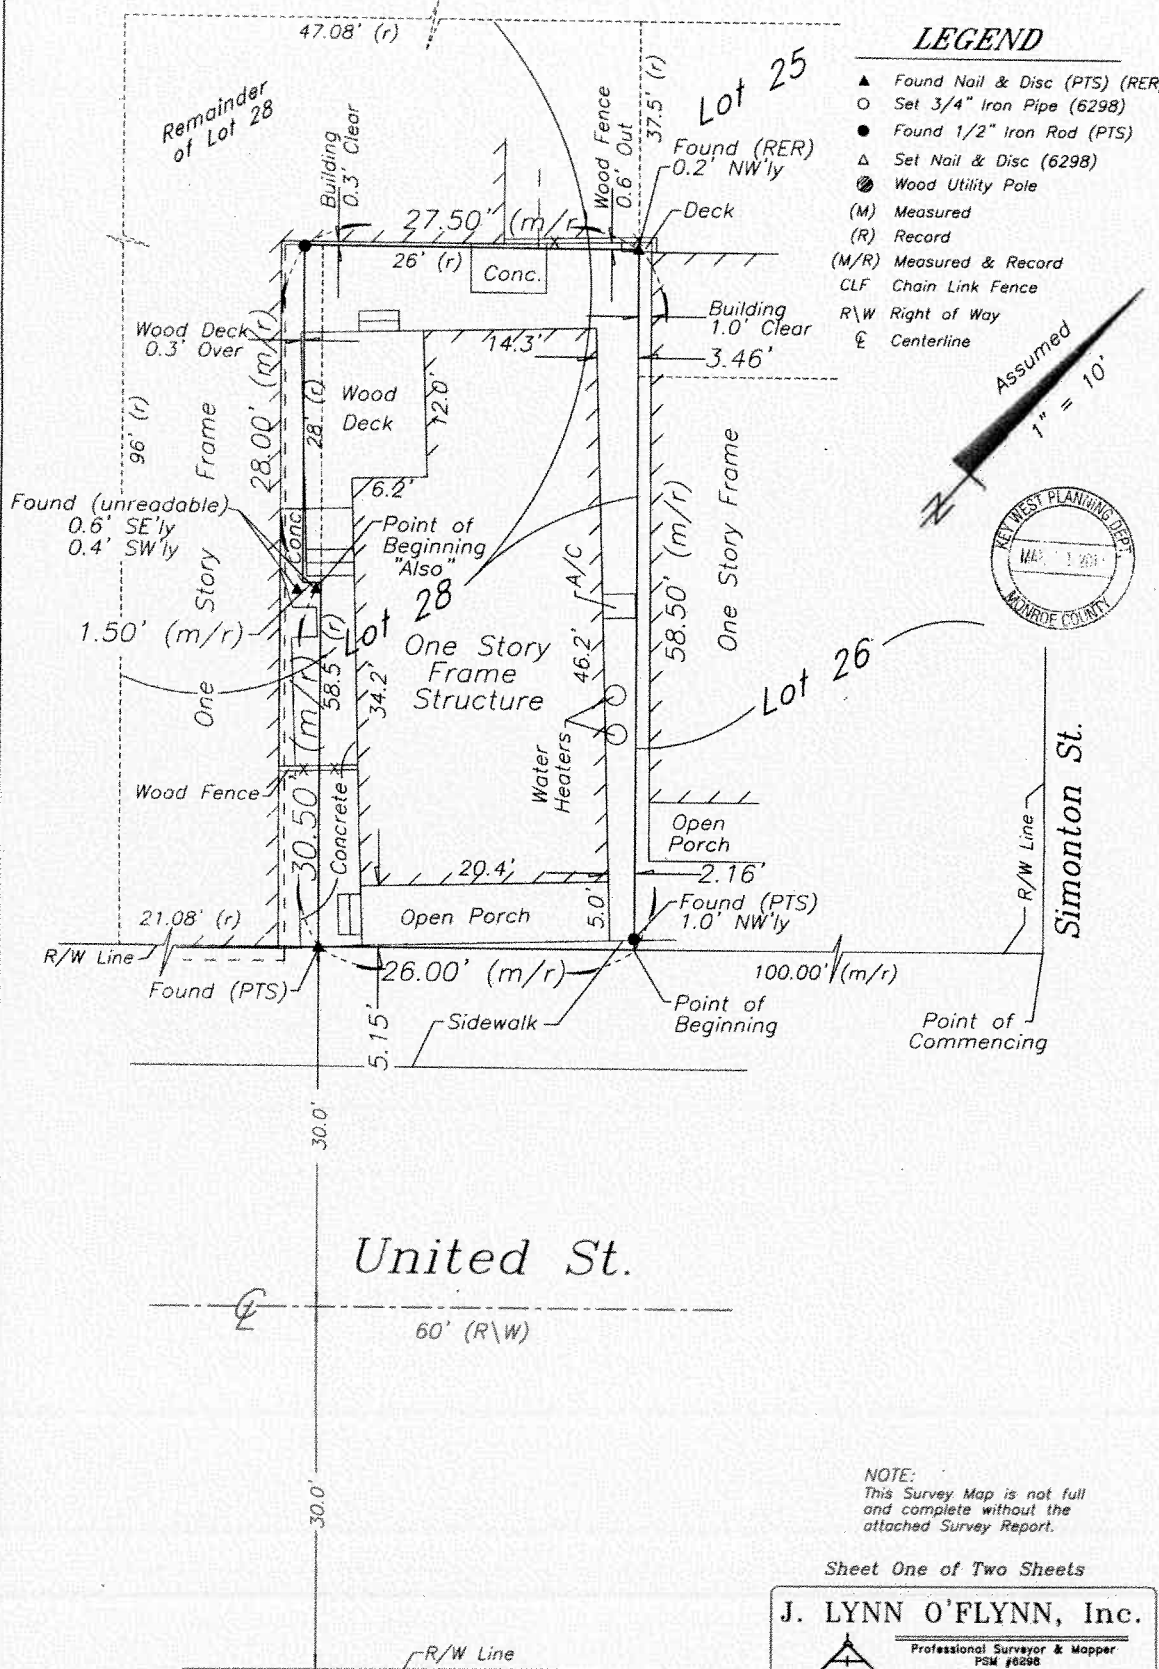 47.08' (r)
LEGEND
Found Nail & Disc (PTS) (RER
Set 3/4" Iron Pipe (6298)
Found 1/2" Iron Rod (PTS)
Set Nail & Disc (6298)
Wood Utility Pole
(M) Measured
(R) Record
(M/R) Measured & Record
CLF Chain Link Fence
R\W Right of Way
℄ Centerline
Remainder
of Lot 28
Building
0.3' Clear
Wood Fence
0.6' Out
37.5' (r)
Lot 25
Found (RER)
0.2' NW'ly
Deck
27.50' (m/r)
26' (r)
Conc.
Building
1.0' Clear
3.46'
Assumed
1" = 10'
N
Wood Deck
0.3' Over
14.3'
Wood
Deck
12.0'
96' (r)
28.00' (m/r)
28' (r)
One Story Frame
6.2'
Found (unreadable)
0.6' SE'ly
0.4' SW'ly
Conc.
Point of
Beginning
"Also"
A/C
58.50' (m/r)
One Story Frame
KEY WEST PLANNING DEPT.
MONROE COUNTY
1.50' (m/r)
Lot 28
One Story
Frame
Structure
46.2'
Lot 26
58.5' (r)
34.2'
30.50' (m/r)
Water
Heaters
Wood Fence
Concrete
Open
Porch
R/W Line
Simonton St.
20.4'
2.16'
21.08' (r)
Open Porch
5.0'
Found (PTS)
1.0' NW'ly
R/W Line
Found (PTS)
26.00' (m/r)
100.00' (m/r)
Point of
Beginning
Point of
Commencing
5.15'
Sidewalk
30.0'
United St.
℄
60' (R\W)
30.0'
NOTE:
This Survey Map is not full
and complete without the
attached Survey Report.
Sheet One of Two Sheets
J. LYNN O'FLYNN, Inc.
Professional Surveyor & Mapper
PSM #6298
R/W Line